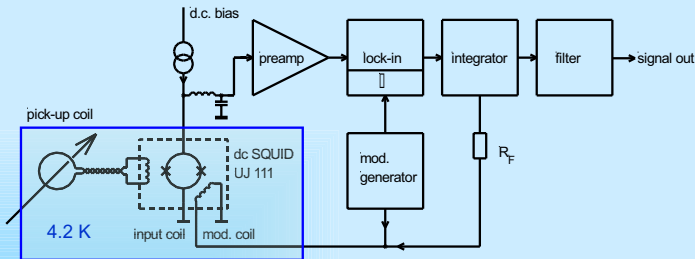 d.c. bias
preamp
lock-in
integrator
filter
signal out
pick-up coil
dc SQUID
UJ 111
mod.
generator
R_F
4.2 K
input coil
mod. coil